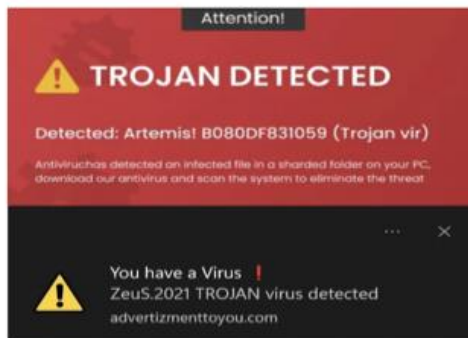 Attention!
TROJAN DETECTED
Detected: Artemis! B080DF831059 (Trojan vir)
Antiviruchas detected an infected file in a sharded folder on your PC,
download our antivirus and scan the system to eliminate the threat
You have a Virus ❗
ZeuS.2021 TROJAN virus detected
advertizmenttoyou.com